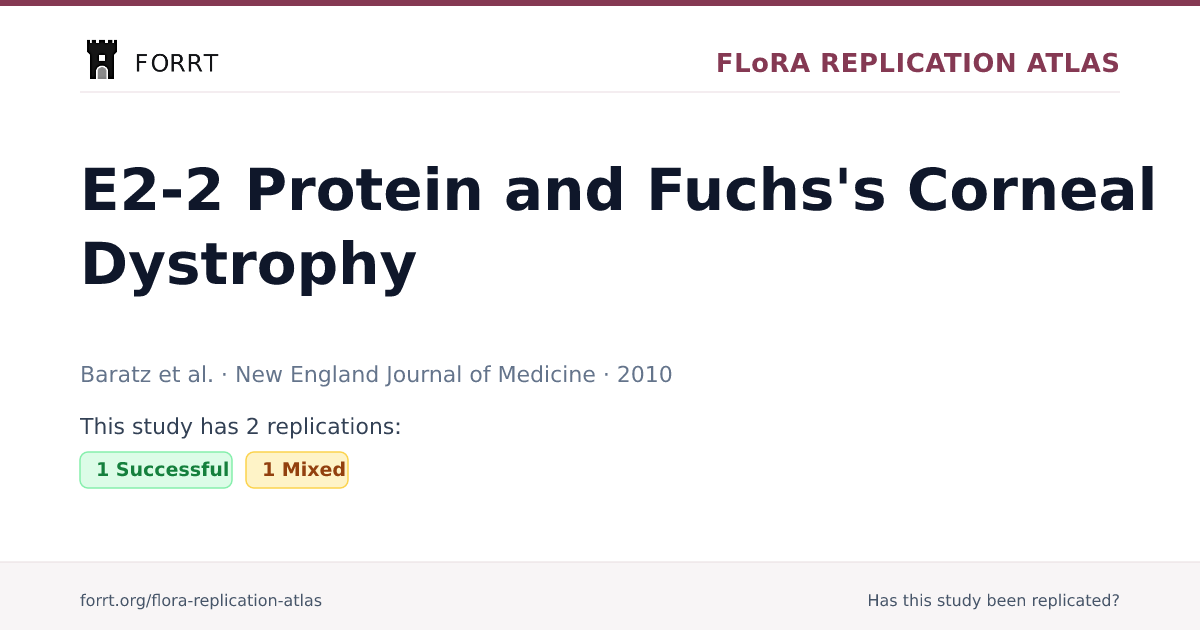 FORRT
FLoRA REPLICATION ATLAS
E2-2 Protein and Fuchs's Corneal
Dystrophy
Baratz et al. · New England Journal of Medicine · 2010
This study has 2 replications:
1 Successful
1 Mixed
forrt.org/flora-replication-atlas
Has this study been replicated?